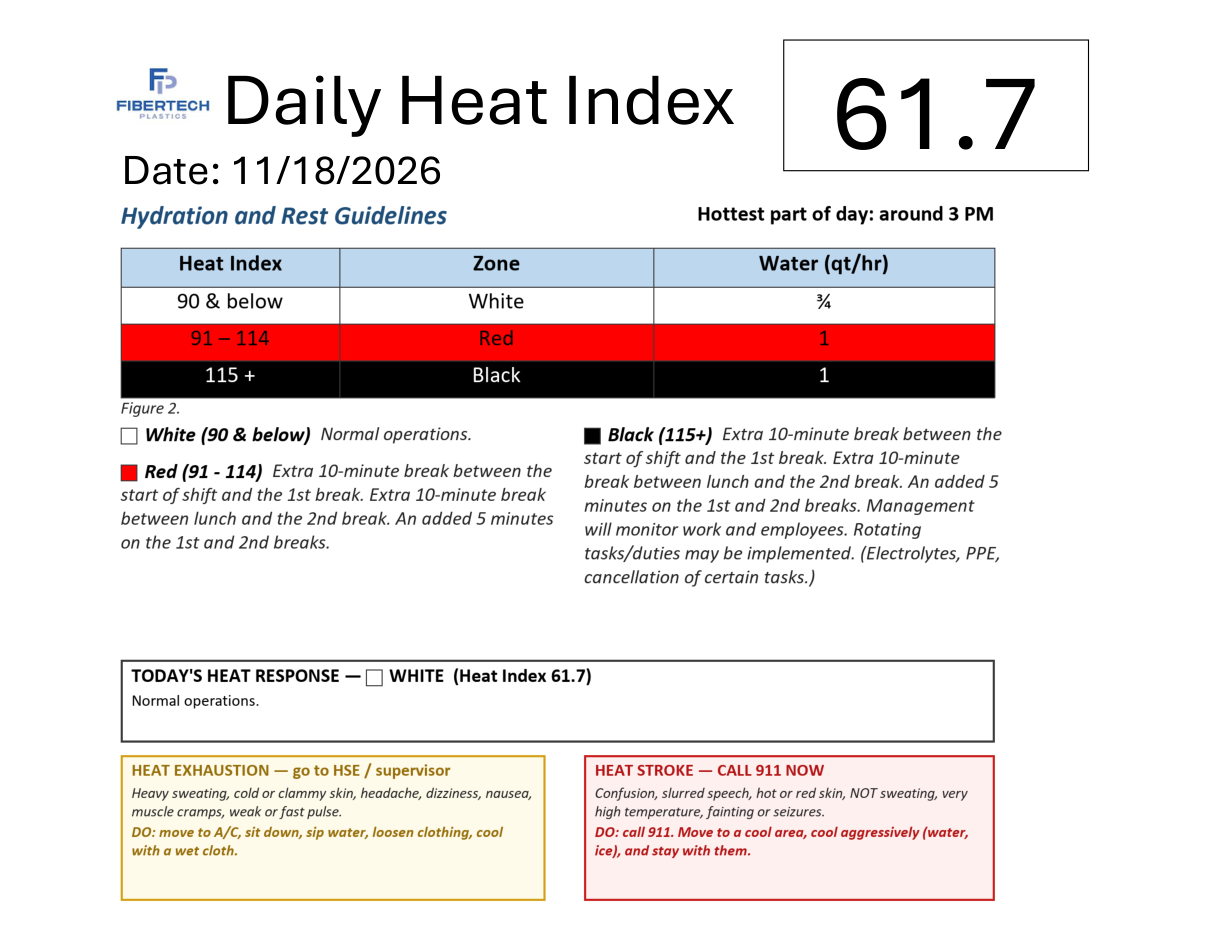 FP
FIBERTECH
PLASTICS
Daily Heat Index
61.7
Date: 11/18/2026
Hydration and Rest Guidelines
Hottest part of day: around 3 PM
Heat Index Zone Water (qt/hr)
90 & below White ¾
91 – 114 Red 1
115 + Black 1
Figure 2.
White (90 & below) Normal operations.
Red (91 - 114) Extra 10-minute break between the
start of shift and the 1st break. Extra 10-minute break
between lunch and the 2nd break. An added 5 minutes
on the 1st and 2nd breaks.
Black (115+) Extra 10-minute break between the
start of shift and the 1st break. Extra 10-minute
break between lunch and the 2nd break. An added 5
minutes on the 1st and 2nd breaks. Management
will monitor work and employees. Rotating
tasks/duties may be implemented. (Electrolytes, PPE,
cancellation of certain tasks.)
TODAY'S HEAT RESPONSE — WHITE (Heat Index 61.7)
Normal operations.
HEAT EXHAUSTION — go to HSE / supervisor
Heavy sweating, cold or clammy skin, headache, dizziness, nausea,
muscle cramps, weak or fast pulse.
DO: move to A/C, sit down, sip water, loosen clothing, cool
with a wet cloth.
HEAT STROKE — CALL 911 NOW
Confusion, slurred speech, hot or red skin, NOT sweating, very
high temperature, fainting or seizures.
DO: call 911. Move to a cool area, cool aggressively (water,
ice), and stay with them.